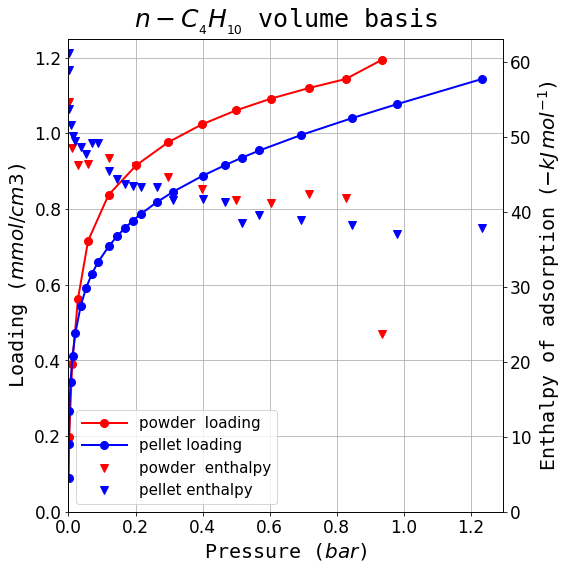 n − C₄H₁₀ volume basis
Loading (mmol/cm3)
1.2
1.0
0.8
0.6
0.4
0.2
0.0
60
50
40
30
20
10
0
Enthalpy of adsorption (−kJmol⁻¹)
powder loading
pellet loading
powder enthalpy
pellet enthalpy
0.0 0.2 0.4 0.6 0.8 1.0 1.2
Pressure (bar)